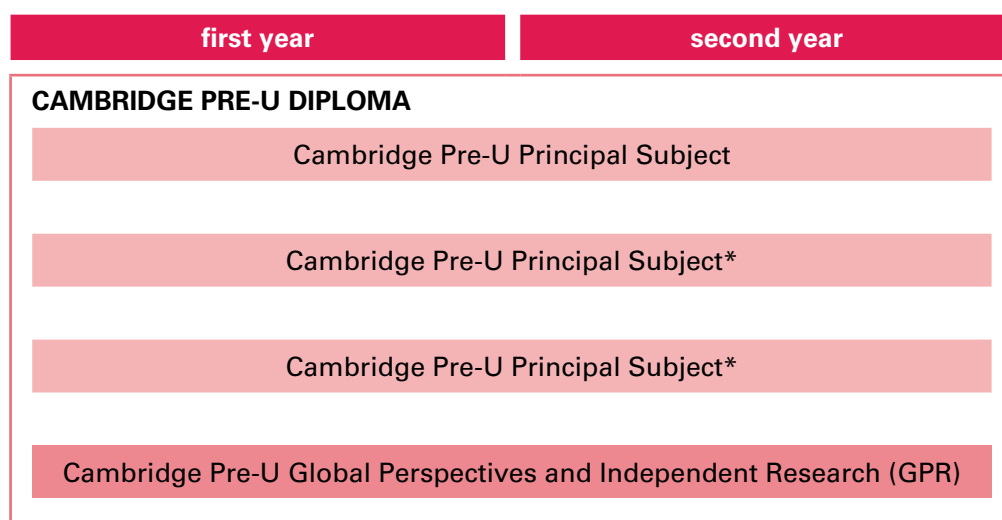 first year
second year
CAMBRIDGE PRE-U DIPLOMA
Cambridge Pre-U Principal Subject
Cambridge Pre-U Principal Subject*
Cambridge Pre-U Principal Subject*
Cambridge Pre-U Global Perspectives and Independent Research (GPR)